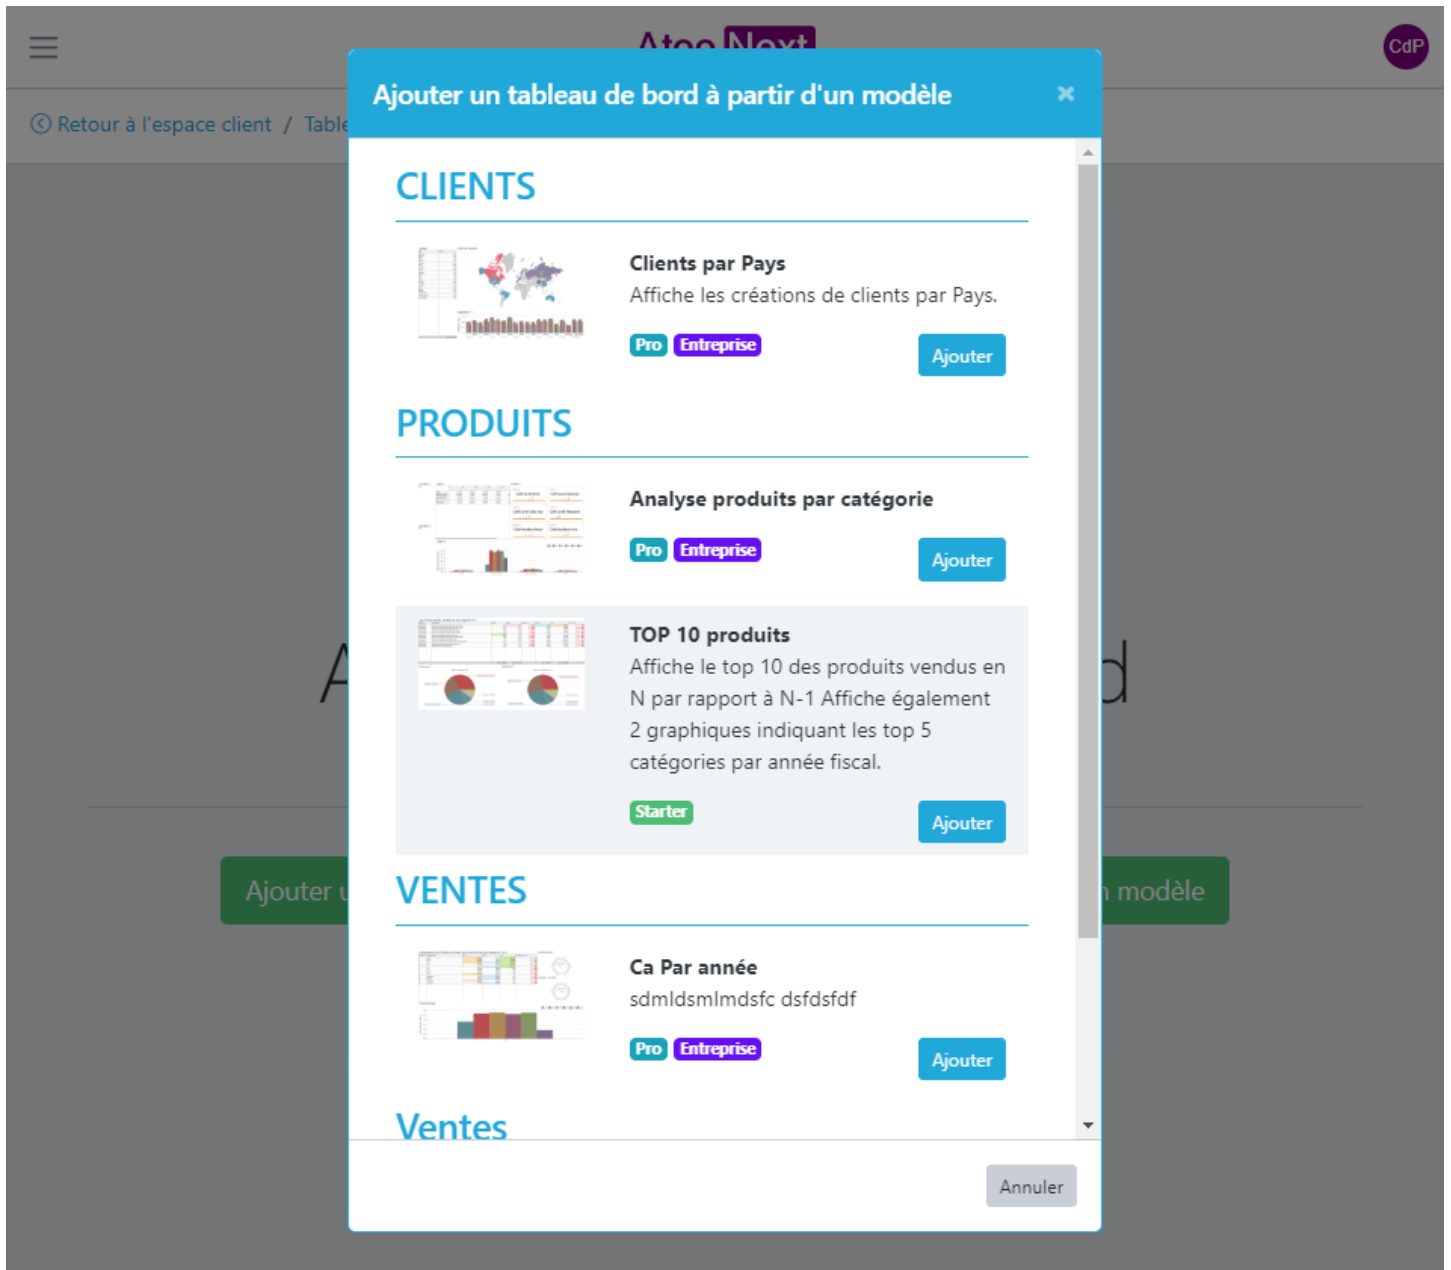 Atoo Next
CdP
Ajouter un tableau de bord à partir d'un modèle
×
Retour à l'espace client / Table
CLIENTS
Clients par Pays
Affiche les créations de clients par Pays.
Pro Entreprise
Ajouter
PRODUITS
Analyse produits par catégorie
Pro Entreprise
Ajouter
TOP 10 produits
Affiche le top 10 des produits vendus en
N par rapport à N-1 Affiche également
2 graphiques indiquant les top 5
catégories par année fiscal.
Starter
Ajouter
A
d
Ajouter u
n modèle
VENTES
Ca Par année
sdmldsmlmdsfc dsfdsfdf
Pro Entreprise
Ajouter
Ventes
Annuler